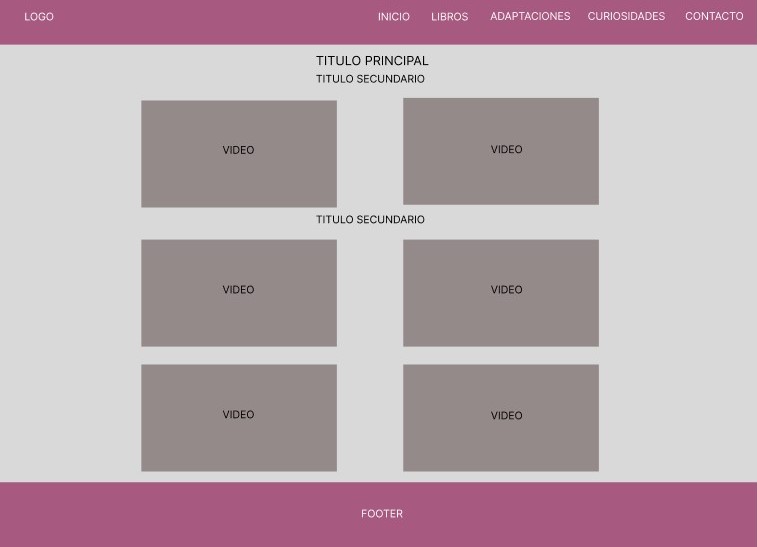 LOGO INICIO LIBROS ADAPTACIONES CURIOSIDADES CONTACTO
TITULO PRINCIPAL
TITULO SECUNDARIO
VIDEO VIDEO
TITULO SECUNDARIO
VIDEO VIDEO
VIDEO VIDEO
FOOTER